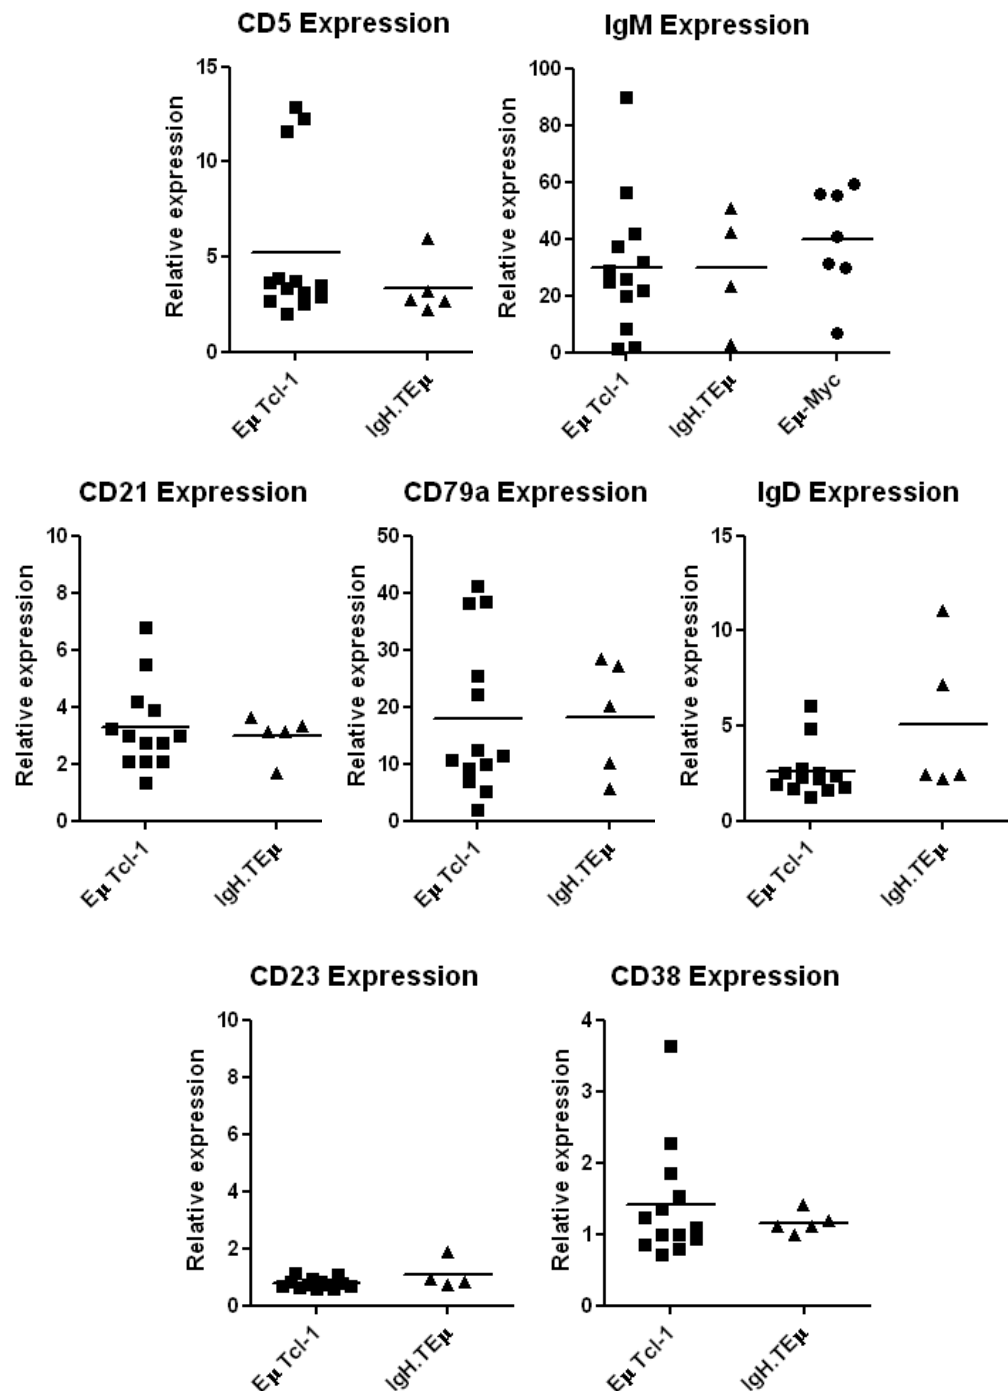 CD5 Expression
Relative expression
15
10
5
0
Eμ Tcl-1
IgH.TEμ
IgM Expression
Relative expression
100
80
60
40
20
0
Eμ Tcl-1
IgH.TEμ
Eμ-Myc
CD21 Expression
Relative expression
10
8
6
4
2
0
Eμ Tcl-1
IgH.TEμ
CD79a Expression
Relative expression
50
40
30
20
10
0
Eμ Tcl-1
IgH.TEμ
IgD Expression
Relative expression
15
10
5
0
Eμ Tcl-1
IgH.TEμ
CD23 Expression
Relative expression
10
8
6
4
2
0
Eμ Tcl-1
IgH.TEμ
CD38 Expression
Relative expression
4
3
2
1
0
Eμ Tcl-1
IgH.TEμ